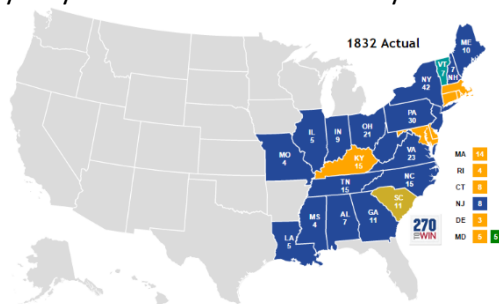 1832 Actual
ME
10
VT
7
7
NH
NY
42
PA
30
OH
21
IN
9
IL
5
MO
4
KY
15
VA
23
TN
15
NC
15
SC
11
MS
4
AL
7
GA
11
LA
5
MA 14
RI 4
CT 8
NJ 8
DE 3
MD 5 5
270
WIN